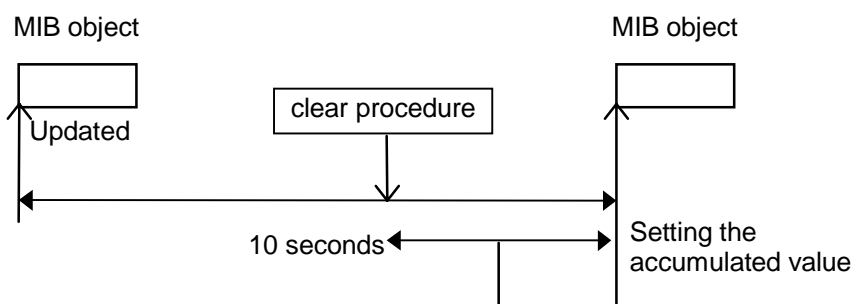 MIB object
MIB object
clear procedure
Updated
10 seconds
Setting the
accumulated value